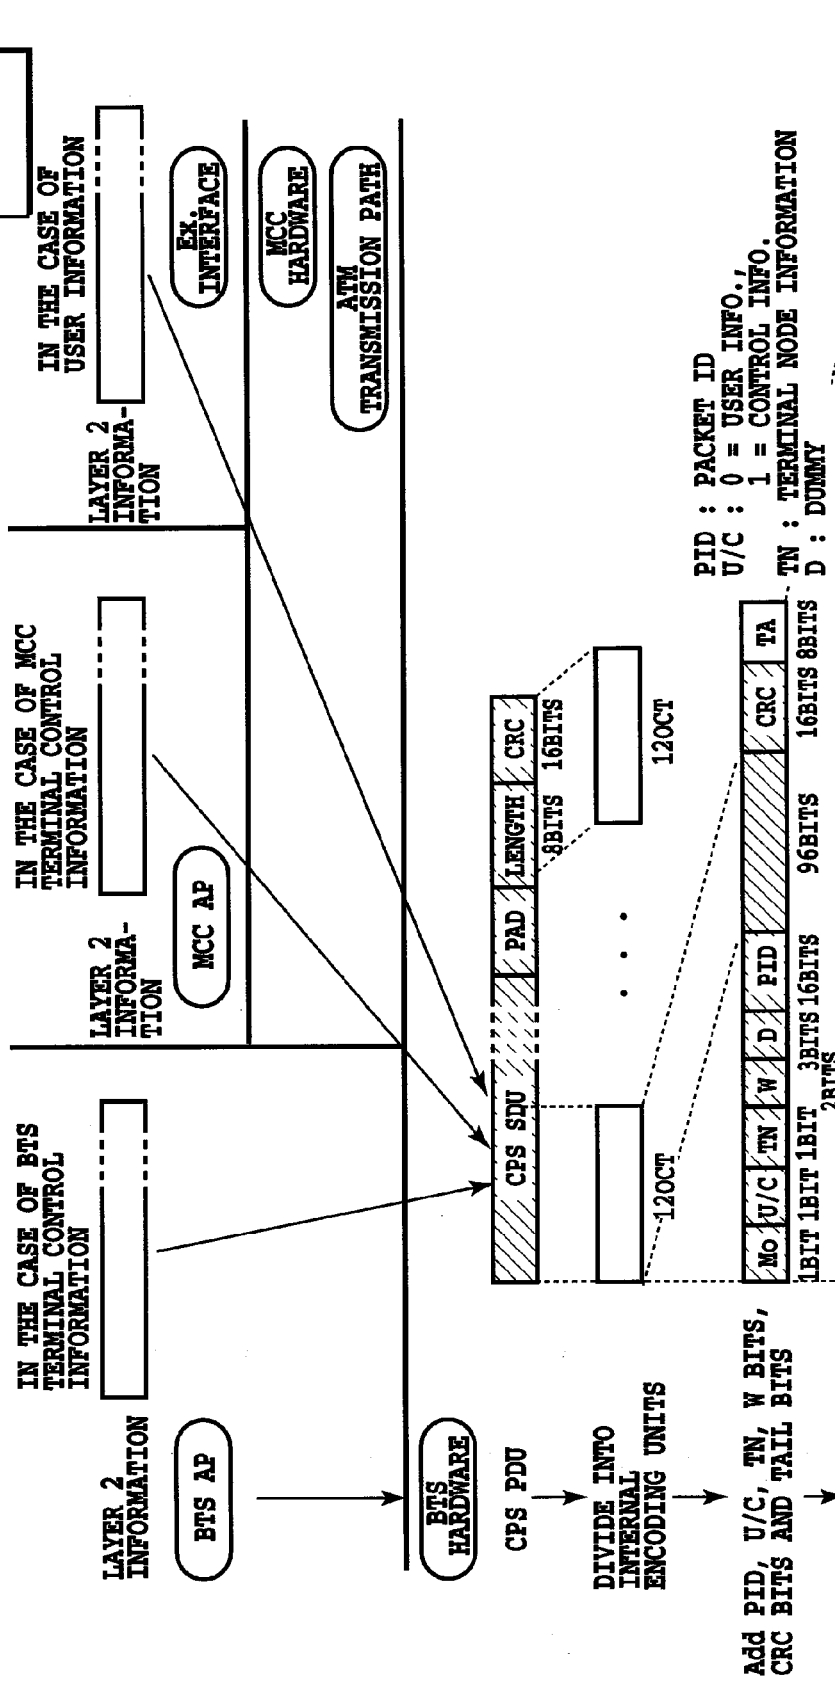 IN THE CASE OF BTS
TERMINAL CONTROL
INFORMATION
IN THE CASE OF MCC
TERMINAL CONTROL
INFORMATION
IN THE CASE OF
USER INFORMATION
LAYER 2
INFORMATION
LAYER 2
INFORMA-
TION
LAYER 2
INFORMA-
TION
BTS AP
MCC AP
Ex.
INTERFACE
MCC
HARDWARE
ATM
TRANSMISSION PATH
BTS
HARDWARE
CPS PDU
CPS SDU
PAD
LENGTH
CRC
8BITS
16BITS
DIVIDE INTO
INTERNAL
ENCODING UNITS
12OCT
12OCT
PID : PACKET ID
U/C : 0 = USER INFO.,
1 = CONTROL INFO.
TN : TERMINAL NODE INFORMATION
D : DUMMY
Add PID, U/C, TN, W BITS,
CRC BITS AND TAIL BITS
Mo
U/C
TN
W
D
PID
CRC
TA
1BIT
1BIT
1BIT
2BITS
3BITS
16BITS
96BITS
16BITS
8BITS